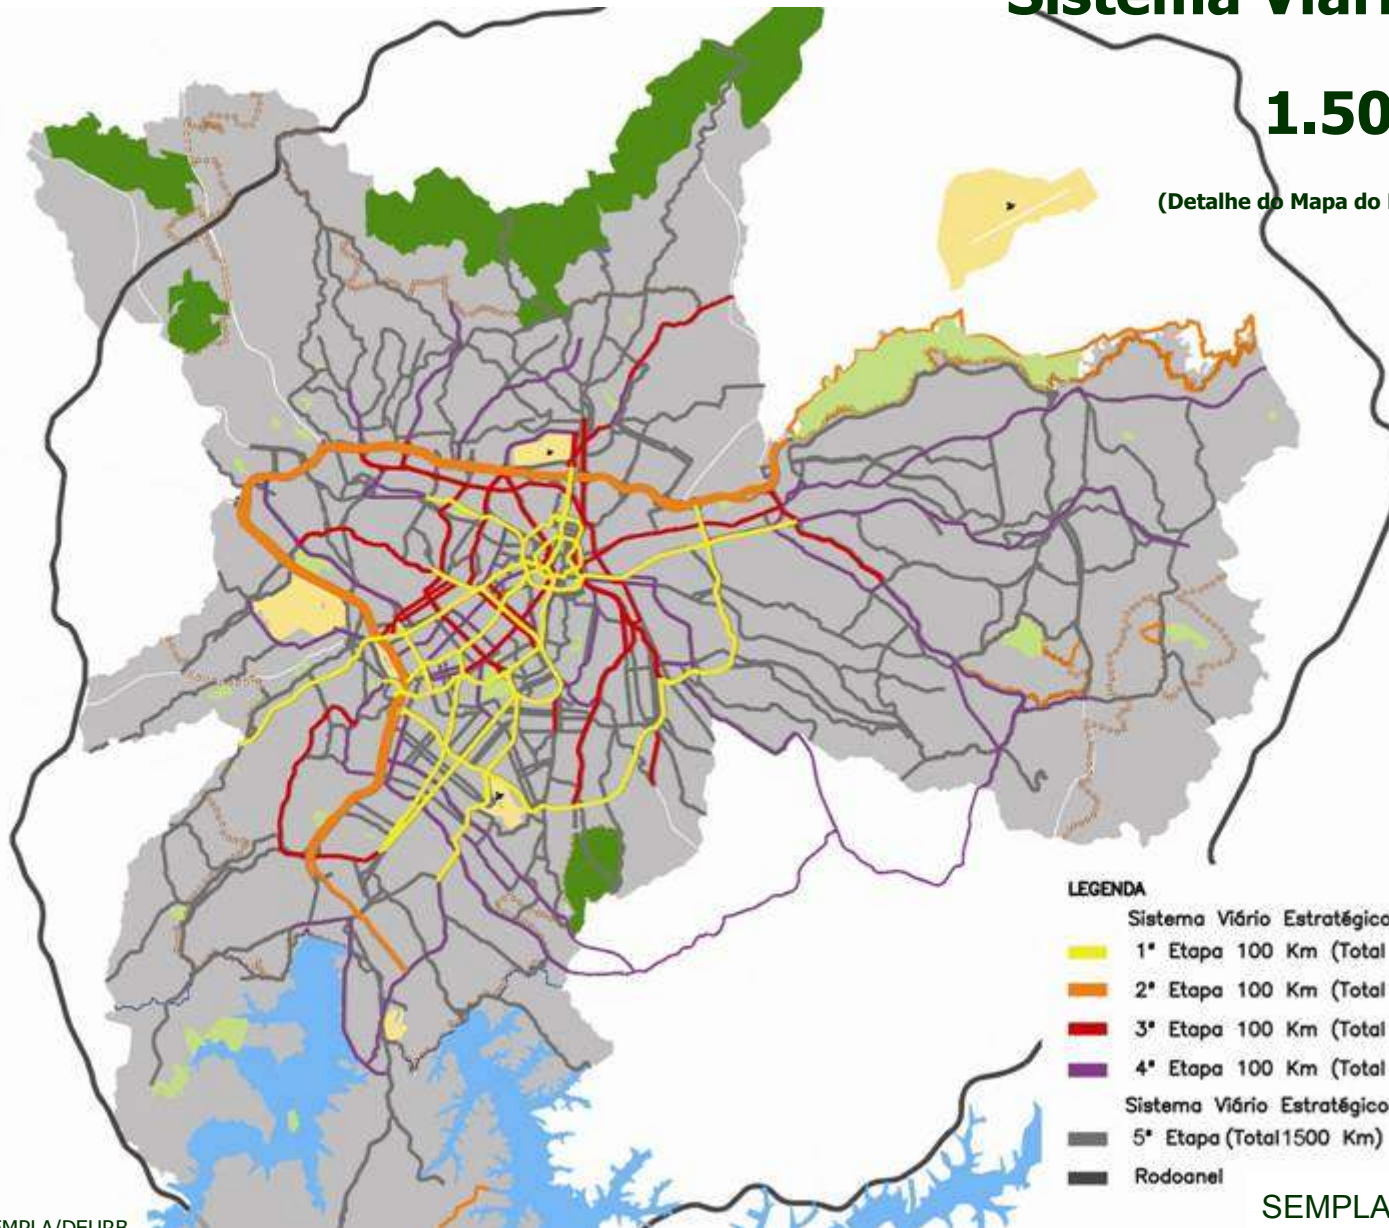 Sistema
1.50
(Detalhe do Mapa do
LEGENDA
Sistema Viário Estratégico
1ª Etapa 100 Km (Total
2ª Etapa 100 Km (Total
3ª Etapa 100 Km (Total
4ª Etapa 100 Km (Total
Sistema Viário Estratégico
5ª Etapa (Total 1500 Km)
Rodoanel
SEMPLA